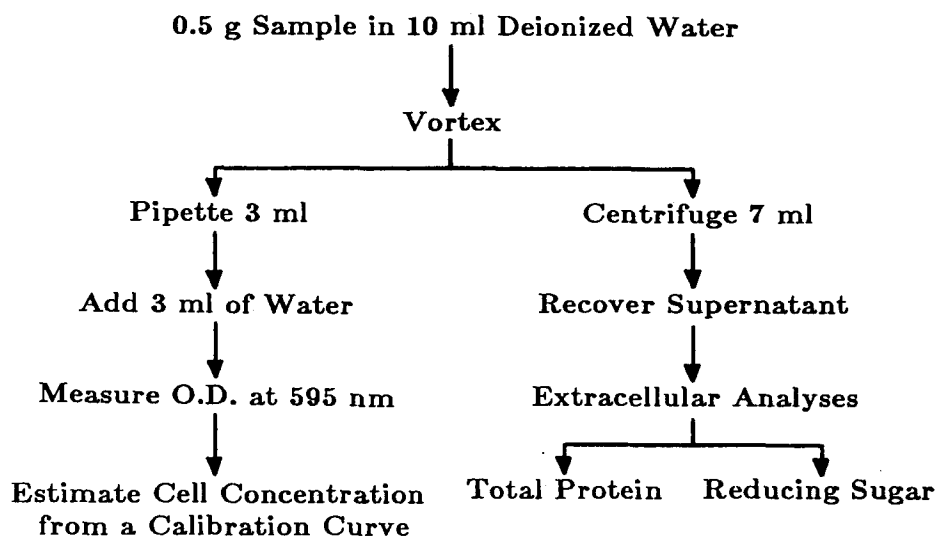 0.5 g Sample in 10 ml Deionized Water
Vortex
Pipette 3 ml
Centrifuge 7 ml
Add 3 ml of Water
Recover Supernatant
Measure O.D. at 595 nm
Extracellular Analyses
Estimate Cell Concentration
from a Calibration Curve
Total Protein
Reducing Sugar